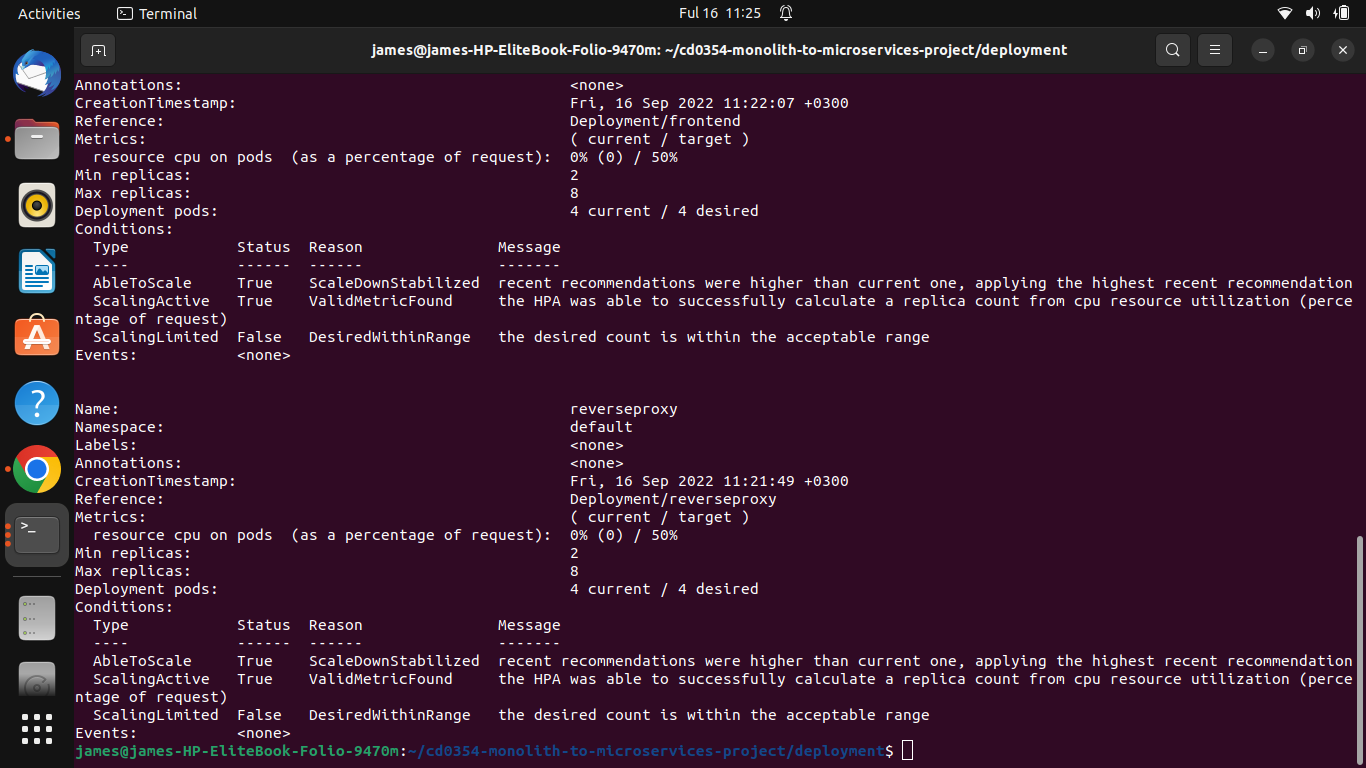 Activities Terminal Ful 16 11:25
james@james-HP-EliteBook-Folio-9470m: ~/cd0354-monolith-to-microservices-project/deployment
Annotations: <none>
CreationTimestamp: Fri, 16 Sep 2022 11:22:07 +0300
Reference: Deployment/frontend
Metrics: ( current / target )
resource cpu on pods (as a percentage of request): 0% (0) / 50%
Min replicas: 2
Max replicas: 8
Deployment pods: 4 current / 4 desired
Conditions:
Type Status Reason Message
---- ------ ------ -------
AbleToScale True ScaleDownStabilized recent recommendations were higher than current one, applying the highest recent recommendation
ScalingActive True ValidMetricFound the HPA was able to successfully calculate a replica count from cpu resource utilization (perce
ntage of request)
ScalingLimited False DesiredWithinRange the desired count is within the acceptable range
Events: <none>
Name: reverseproxy
Namespace: default
Labels: <none>
Annotations: <none>
CreationTimestamp: Fri, 16 Sep 2022 11:21:49 +0300
Reference: Deployment/reverseproxy
Metrics: ( current / target )
resource cpu on pods (as a percentage of request): 0% (0) / 50%
Min replicas: 2
Max replicas: 8
Deployment pods: 4 current / 4 desired
Conditions:
Type Status Reason Message
---- ------ ------ -------
AbleToScale True ScaleDownStabilized recent recommendations were higher than current one, applying the highest recent recommendation
ScalingActive True ValidMetricFound the HPA was able to successfully calculate a replica count from cpu resource utilization (perce
ntage of request)
ScalingLimited False DesiredWithinRange the desired count is within the acceptable range
Events: <none>
james@james-HP-EliteBook-Folio-9470m:~/cd0354-monolith-to-microservices-project/deployment$